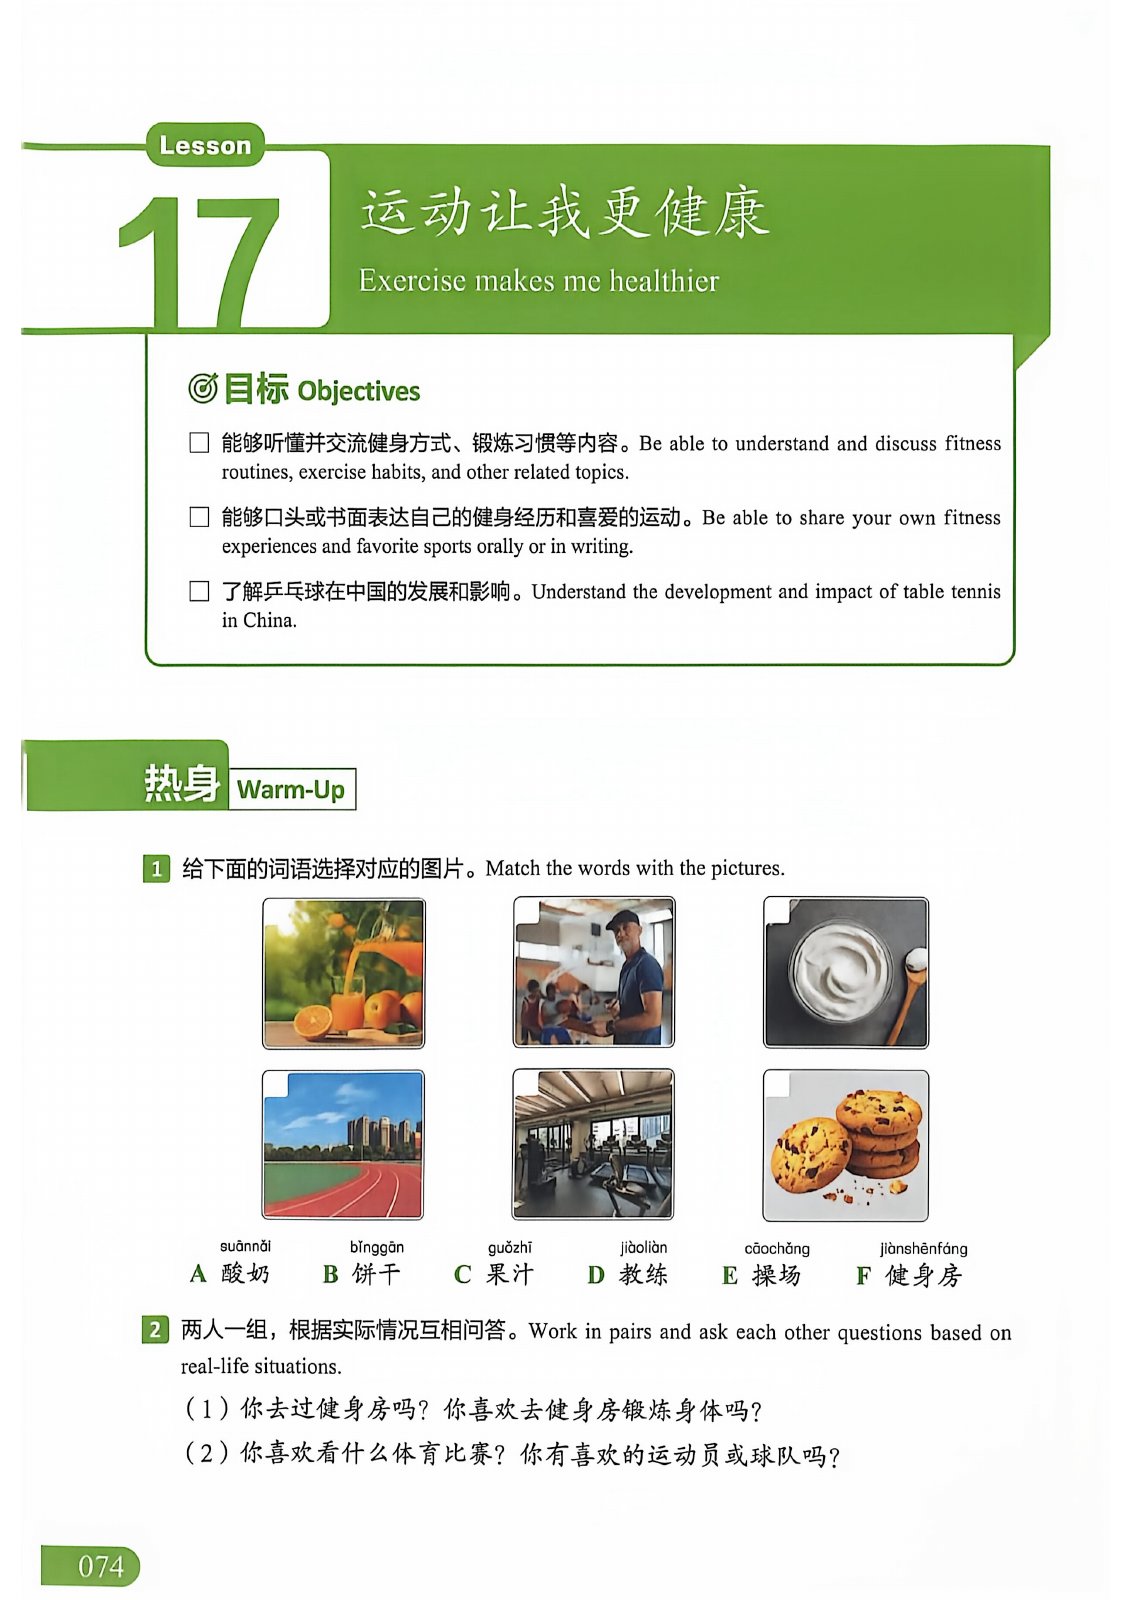 Lesson
17
运动让我更健康
Exercise makes me healthier
目标 Objectives
能够听懂并交流健身方式、锻炼习惯等内容。Be able to understand and discuss fitness
routines, exercise habits, and other related topics.
能够口头或书面表达自己的健身经历和喜爱的运动。Be able to share your own fitness
experiences and favorite sports orally or in writing.
了解乒乓球在中国的发展和影响。Understand the development and impact of table tennis
in China.
热身 Warm-Up
1 给下面的词语选择对应的图片。Match the words with the pictures.
suānnǎi bǐnggān guǒzhī jiàoliàn cāochǎng jiànshēnfáng
A 酸奶 B 饼干 C 果汁 D 教练 E 操场 F 健身房
2 两人一组，根据实际情况互相问答。Work in pairs and ask each other questions based on
real-life situations.
（1）你去过健身房吗？你喜欢去健身房锻炼身体吗？
（2）你喜欢看什么体育比赛？你有喜欢的运动员或球队吗？
074